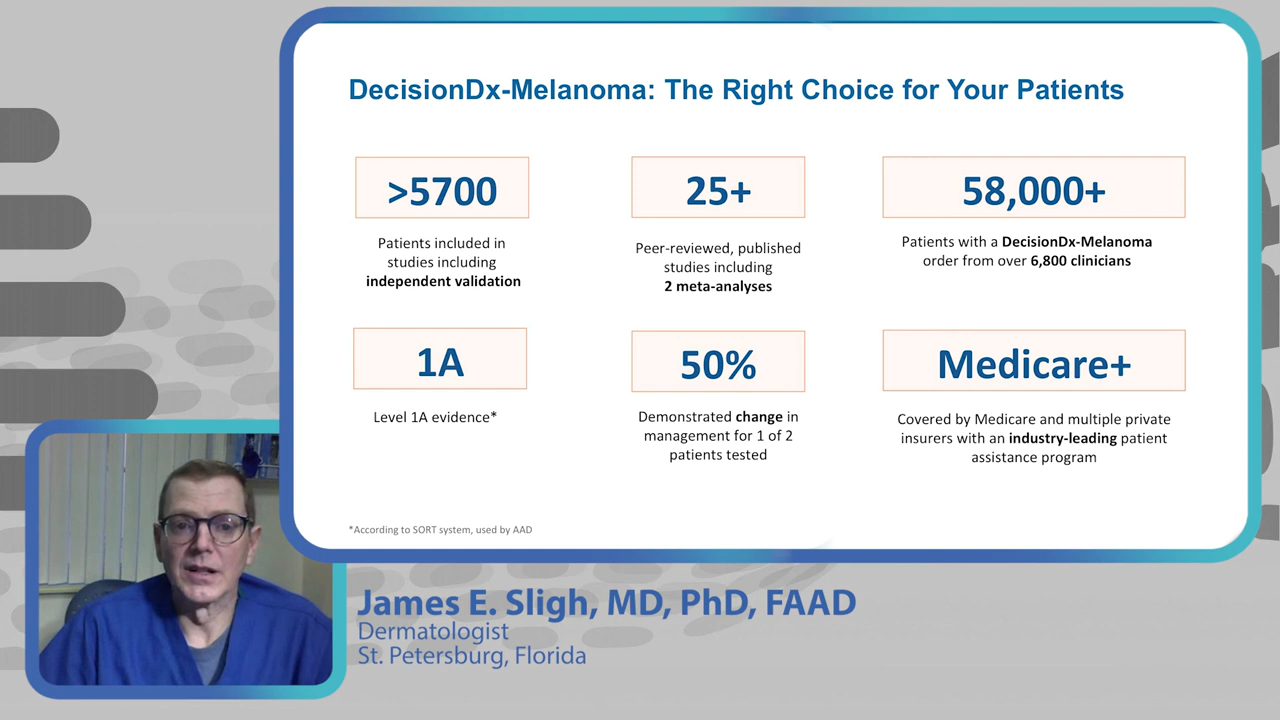 DecisionDx-Melanoma: The Right Choice for Your Patients
>5700
Patients included in
studies including
independent validation
25+
Peer-reviewed, published
studies including
2 meta-analyses
58,000+
Patients with a DecisionDx-Melanoma
order from over 6,800 clinicians
1A
Level 1A evidence*
50%
Demonstrated change in
management for 1 of 2
patients tested
Medicare+
Covered by Medicare and multiple private
insurers with an industry-leading patient
assistance program
*According to SORT system, used by AAD
James E. Sligh, MD, PhD, FAAD
Dermatologist
St. Petersburg, Florida